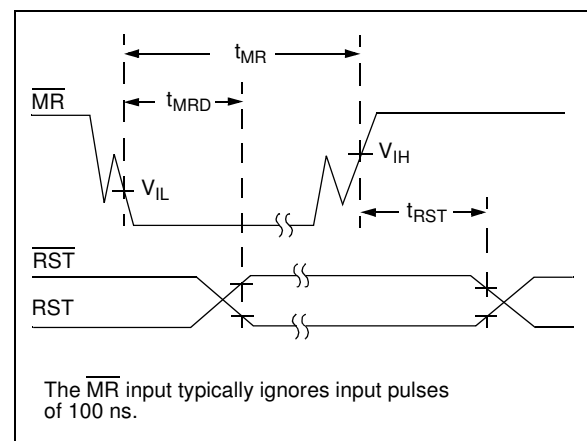 tMR
MR
tMRD
VIL
VIH
tRST
RST
RST
The MR input typically ignores input pulses
of 100 ns.